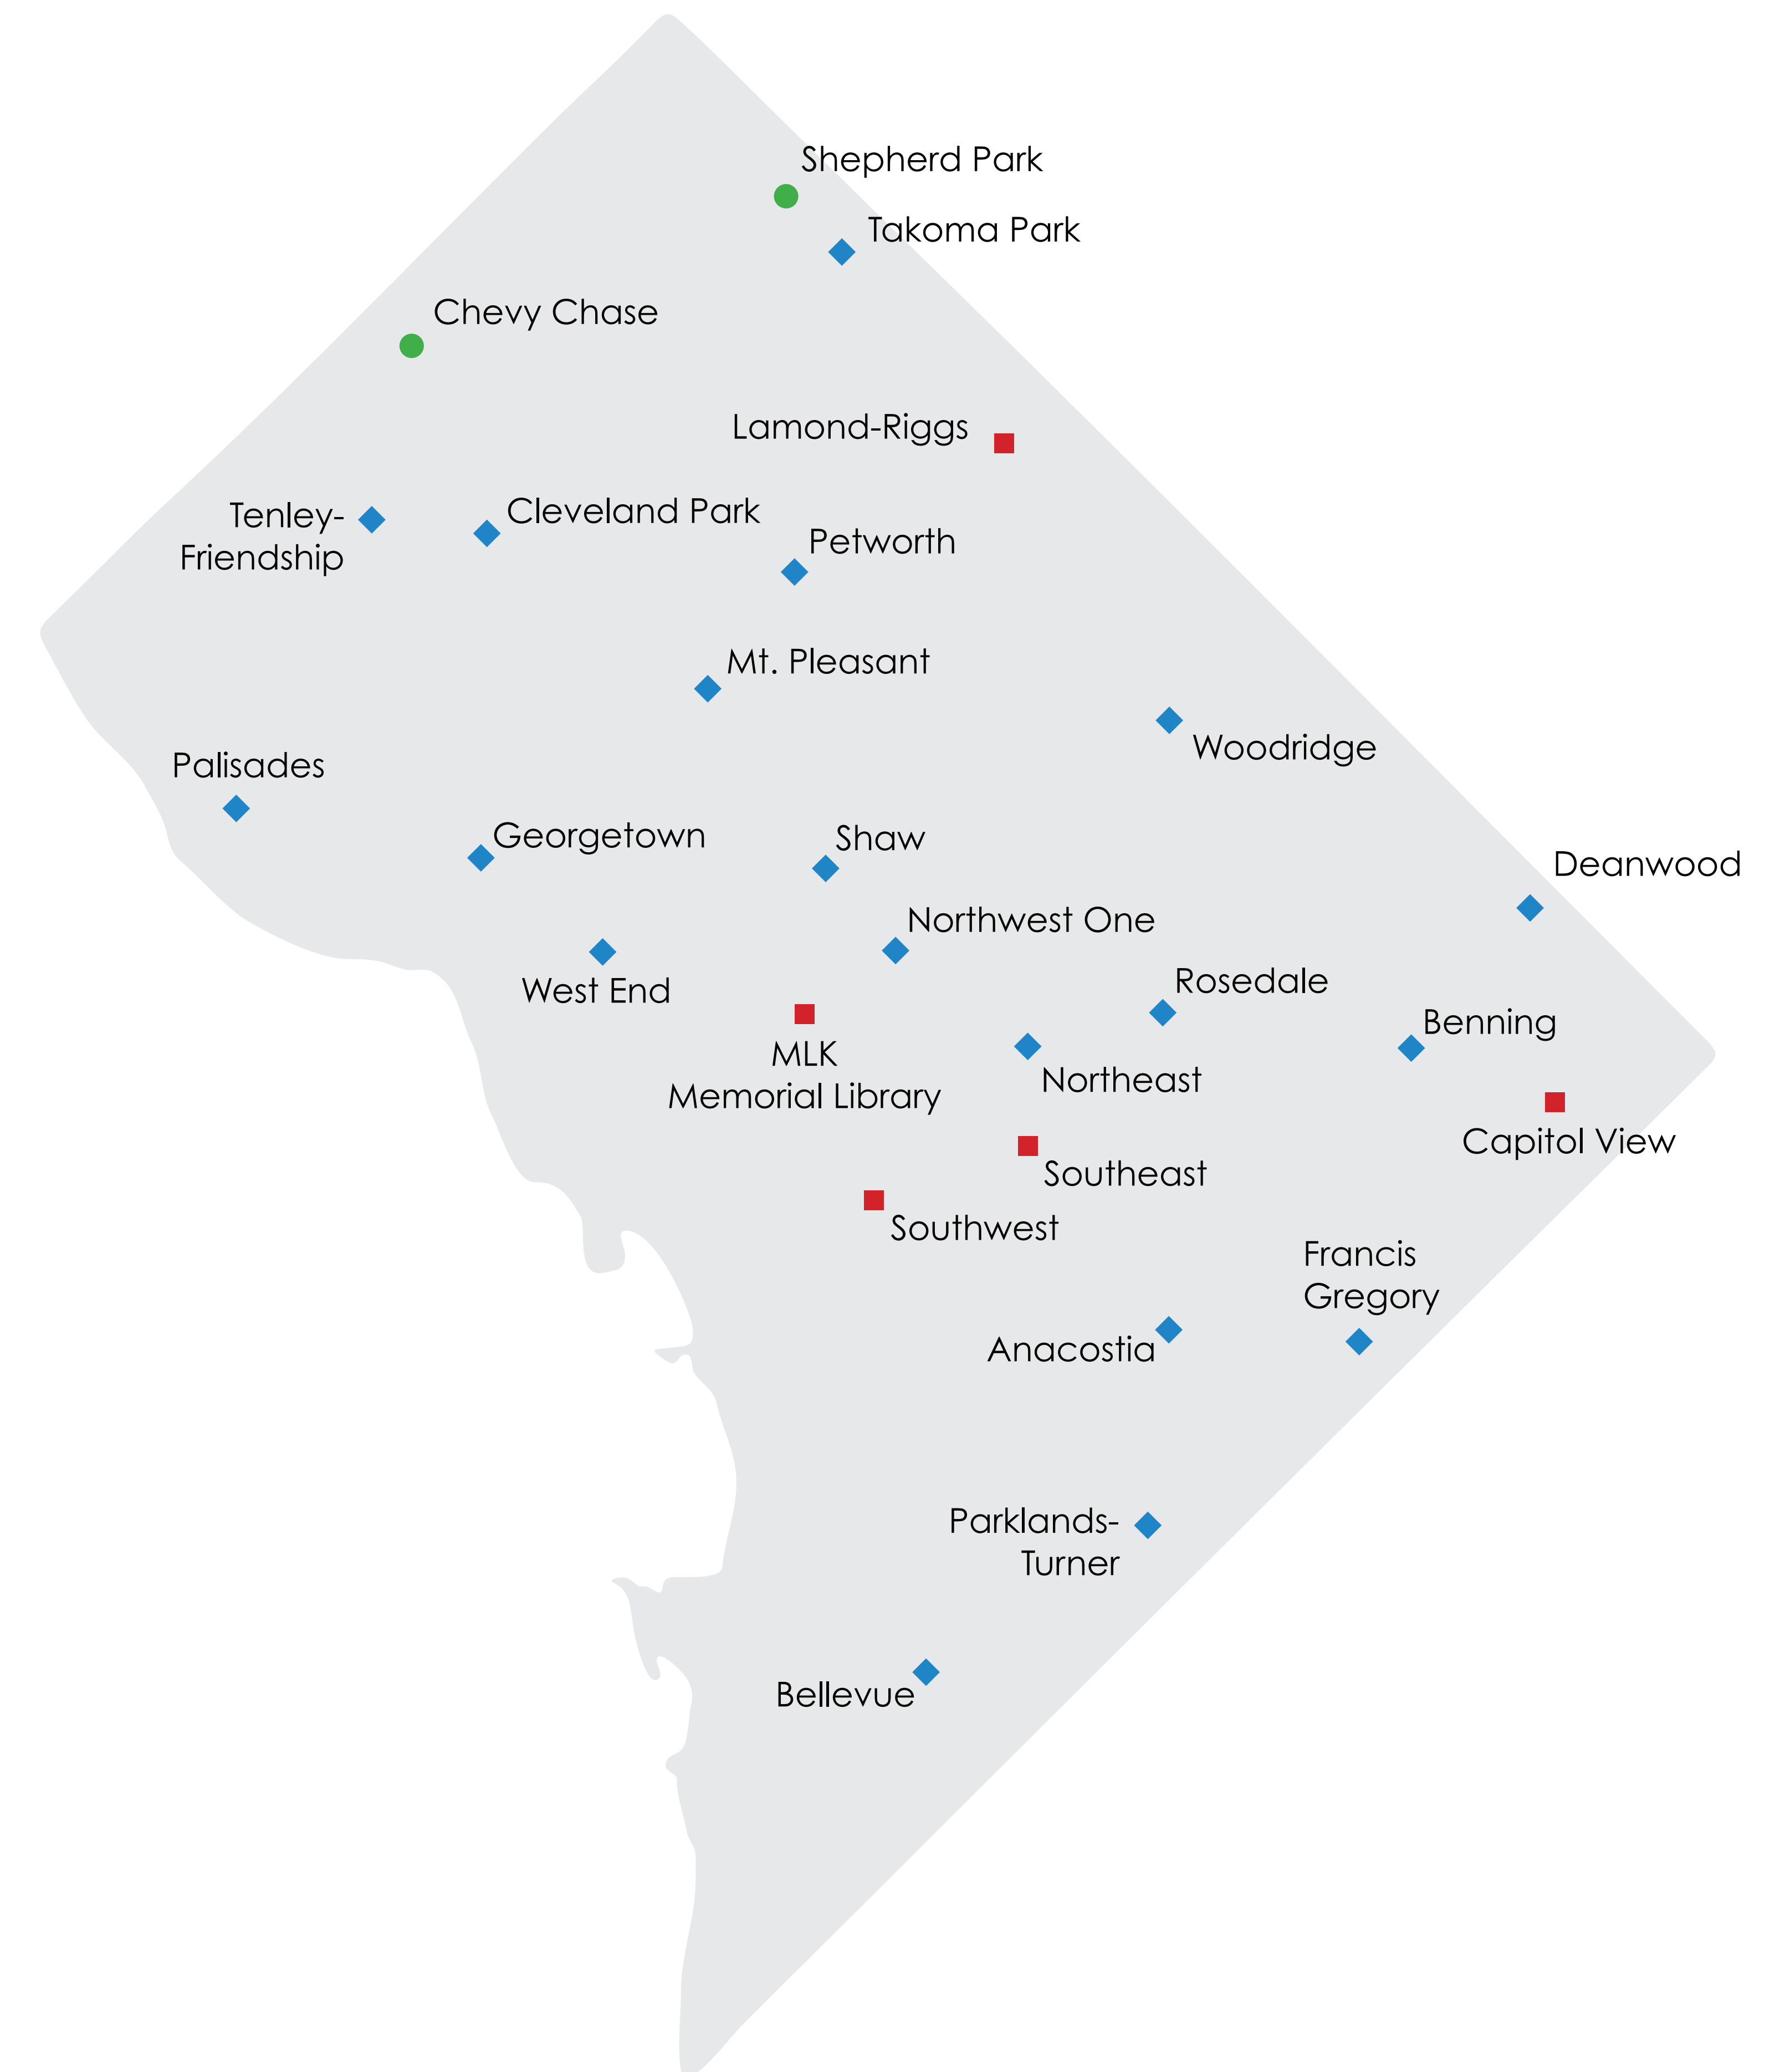 Shepherd Park
Takoma Park
Chevy Chase
Lamond-Riggs
Tenley-
Friendship
Cleveland Park
Petworth
Mt. Pleasant
Woodridge
Palisades
Georgetown
Shaw
Deanwood
Northwest One
West End
Rosedale
Benning
MLK
Memorial Library
Northeast
Capitol View
Southeast
Southwest
Francis
Gregory
Anacostia
Parklands-
Turner
Bellevue